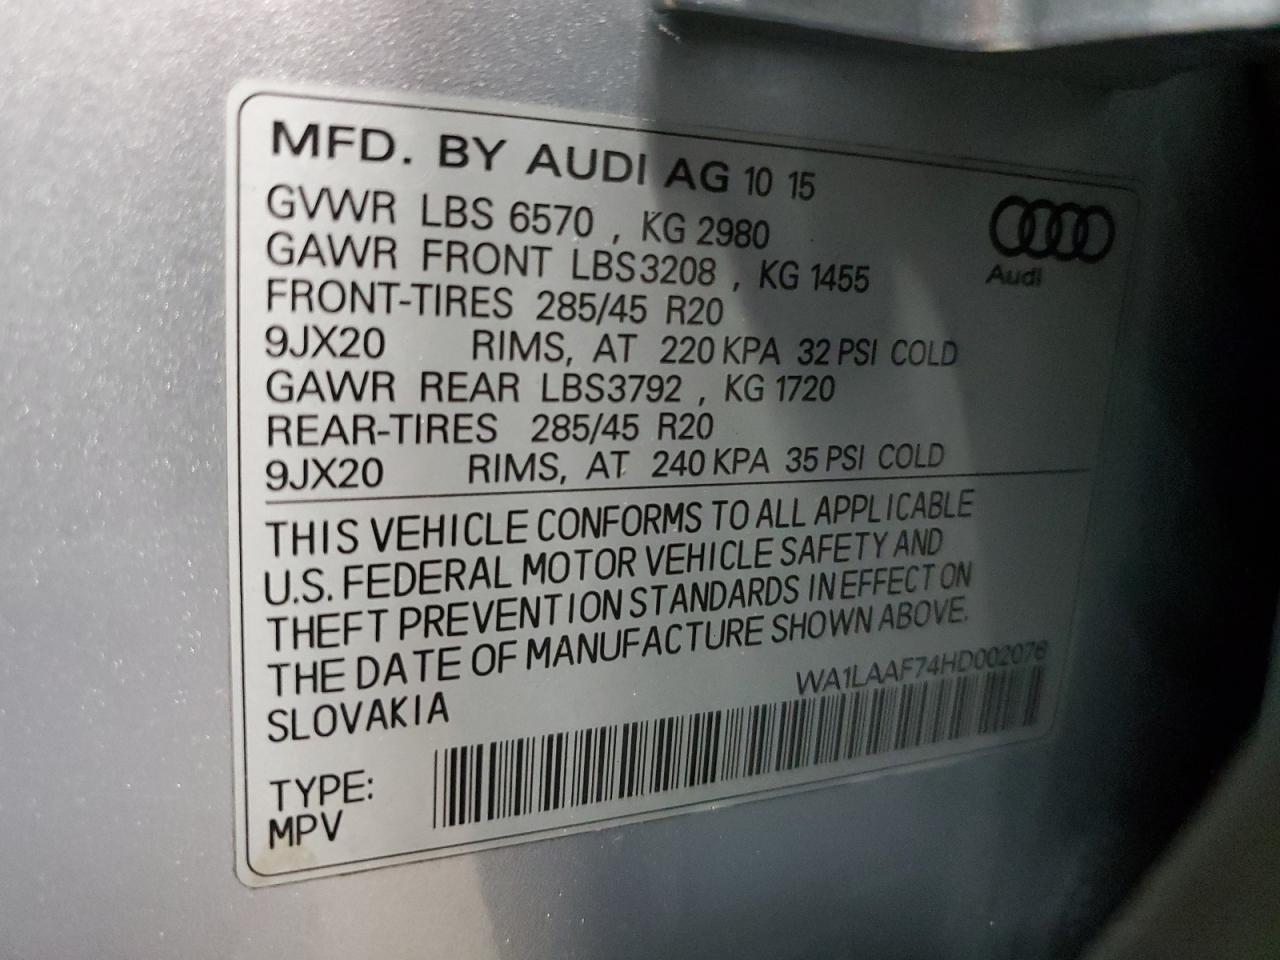 MFD. BY AUDI AG 10 15
GVWR LBS 6570 , KG 2980
GAWR FRONT LBS3208 , KG 1455
FRONT-TIRES 285/45 R20
9JX20 RIMS, AT 220 KPA 32 PSI COLD
GAWR REAR LBS3792 , KG 1720
REAR-TIRES 285/45 R20
9JX20 RIMS, AT 240 KPA 35 PSI COLD
Audi
THIS VEHICLE CONFORMS TO ALL APPLICABLE
U.S. FEDERAL MOTOR VEHICLE SAFETY AND
THEFT PREVENTION STANDARDS IN EFFECT ON
THE DATE OF MANUFACTURE SHOWN ABOVE.
SLOVAKIA
WA1LAAF74HD002076
TYPE:
MPV